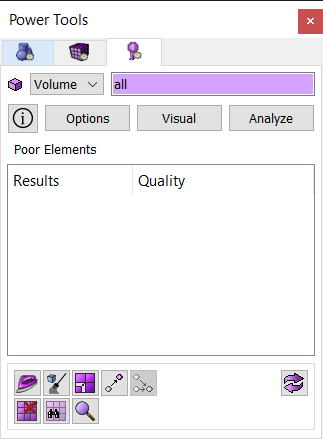 Power Tools
Volume all
Options Visual Analyze
Poor Elements
Results Quality